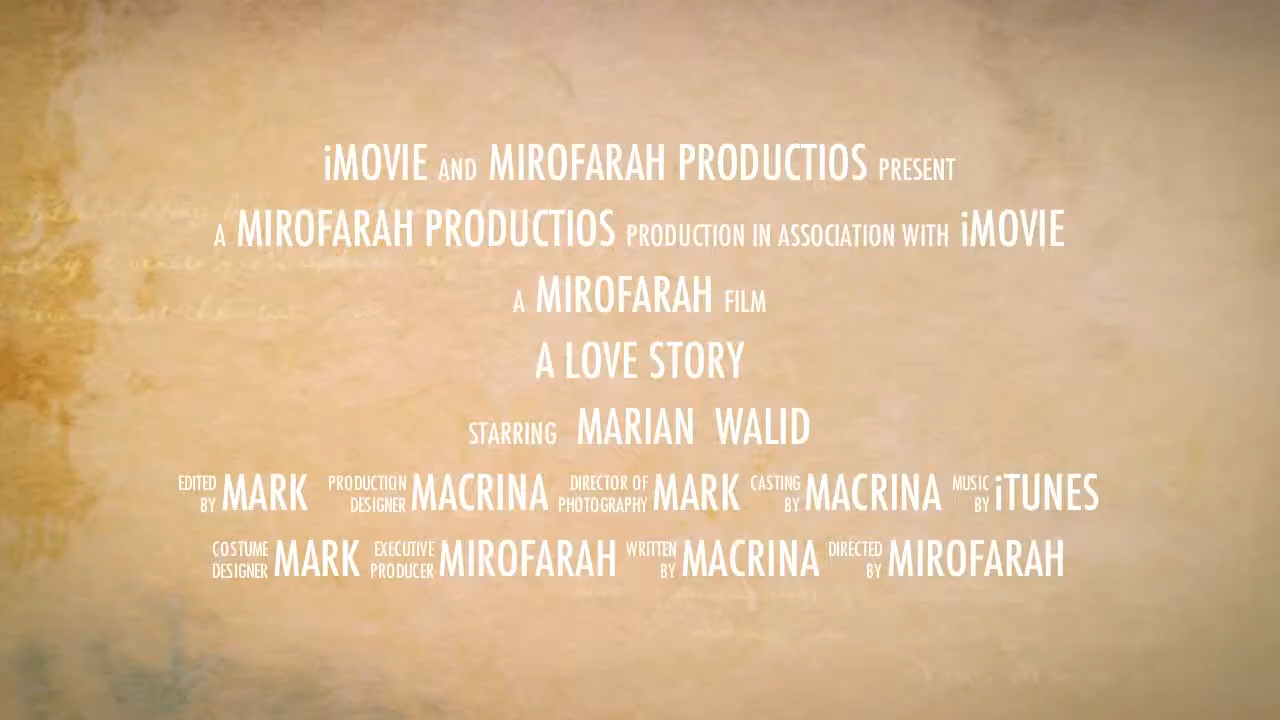 iMOVIE AND MIROFARAH PRODUCTIOS PRESENT
A MIROFARAH PRODUCTIOS PRODUCTION IN ASSOCIATION WITH iMOVIE
A MIROFARAH FILM
A LOVE STORY
STARRING MARIAN WALID
EDITED BY MARK PRODUCTION DESIGNER MACRINA DIRECTOR OF PHOTOGRAPHY MARK CASTING BY MACRINA MUSIC BY iTUNES
COSTUME DESIGNER MARK EXECUTIVE PRODUCER MIROFARAH WRITTEN BY MACRINA DIRECTED BY MIROFARAH